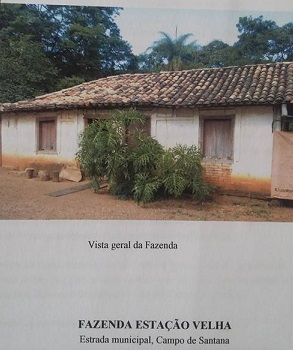 Vista geral da Fazenda
FAZENDA ESTAÇÃO VELHA
Estrada municipal, Campo de Santana